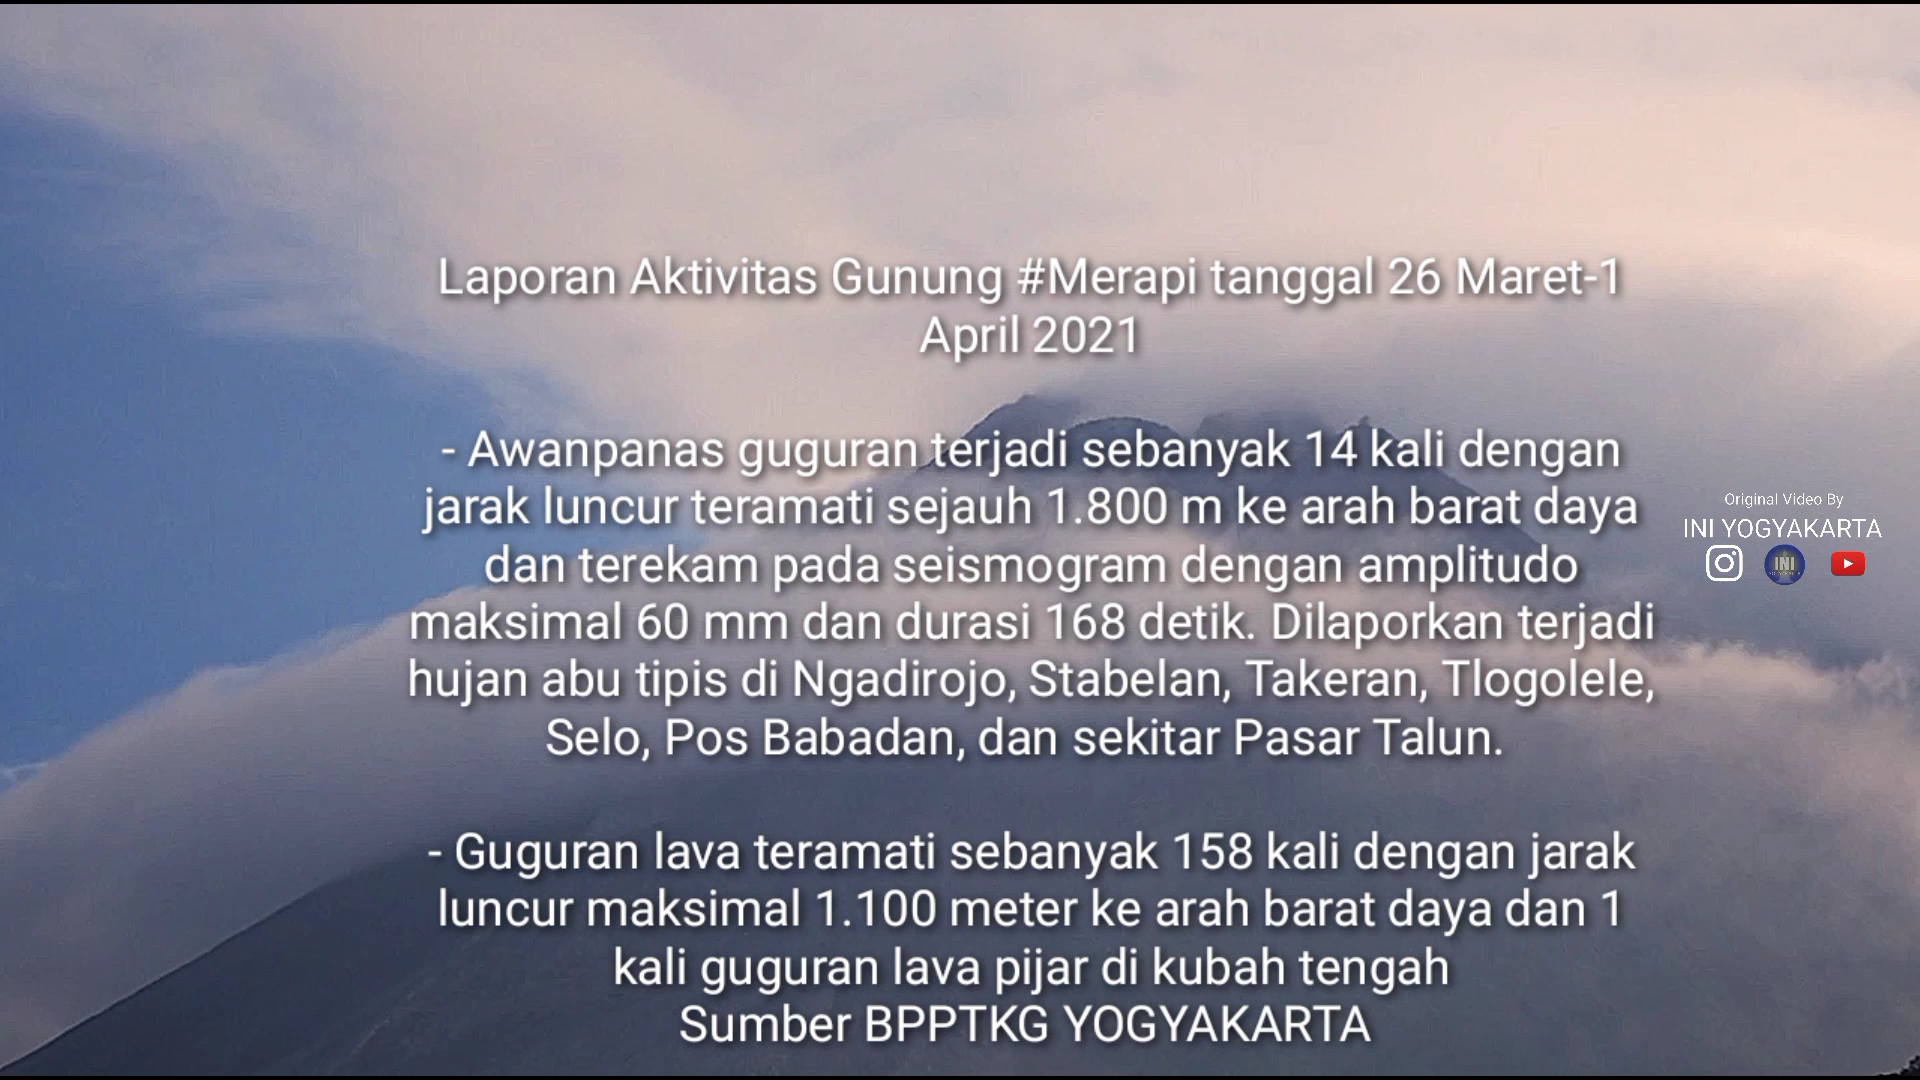 Laporan Aktivitas Gunung #Merapi tanggal 26 Maret-1
April 2021
- Awanpanas guguran terjadi sebanyak 14 kali dengan
jarak luncur teramati sejauh 1.800 m ke arah barat daya
dan terekam pada seismogram dengan amplitudo
maksimal 60 mm dan durasi 168 detik. Dilaporkan terjadi
hujan abu tipis di Ngadirojo, Stabelan, Takeran, Tlogolele,
Selo, Pos Babadan, dan sekitar Pasar Talun.
- Guguran lava teramati sebanyak 158 kali dengan jarak
luncur maksimal 1.100 meter ke arah barat daya dan 1
kali guguran lava pijar di kubah tengah
Sumber BPPTKG YOGYAKARTA
Original Video By
INI YOGYAKARTA
INI